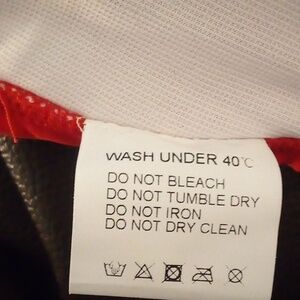 WASH UNDER 40℃
DO NOT BLEACH
DO NOT TUMBLE DRY
DO NOT IRON
DO NOT DRY CLEAN